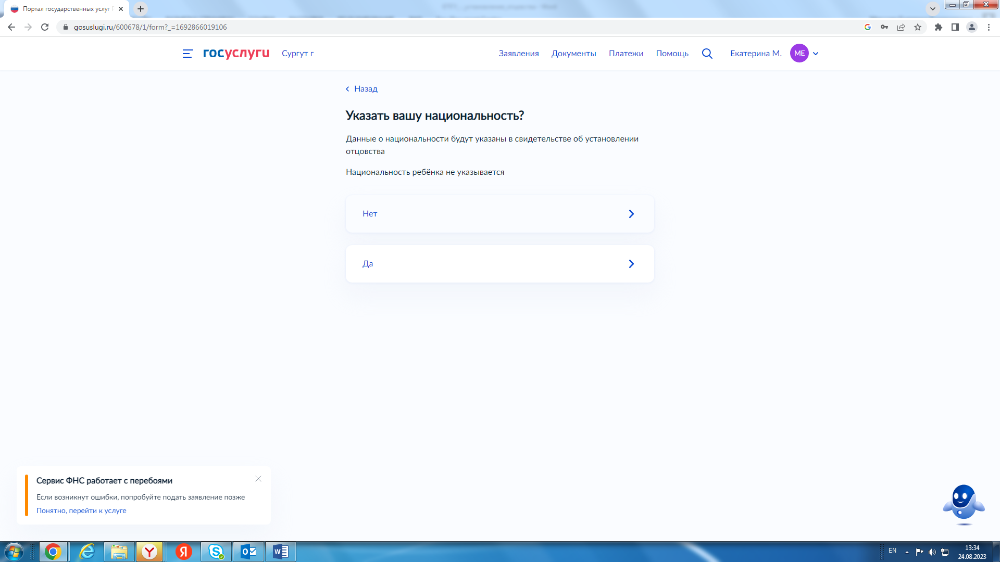 Портал государственных услуг
gosuslugi.ru/600678/1/form?_=1692866019106
госуслуги Сургут г Заявления Документы Платежи Помощь Екатерина М. МЕ
Назад
Указать вашу национальность?
Данные о национальности будут указаны в свидетельстве об установлении
отцовства
Национальность ребёнка не указывается
Нет
Да
Сервис ФНС работает с перебоями
Если возникнут ошибки, попробуйте подать заявление позже
Понятно, перейти к услуге
EN
13:34
24.08.2023